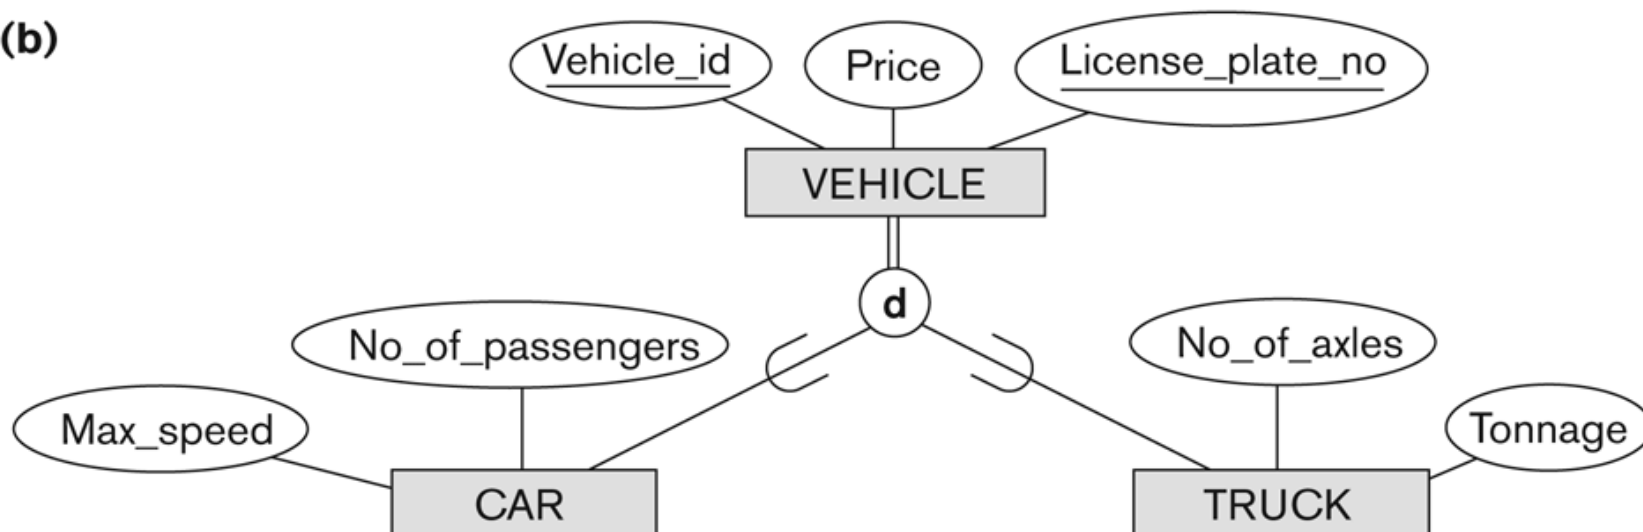 (b)
Vehicle_id
Price
License_plate_no
VEHICLE
d
No_of_passengers
No_of_axles
Max_speed
Tonnage
CAR
TRUCK